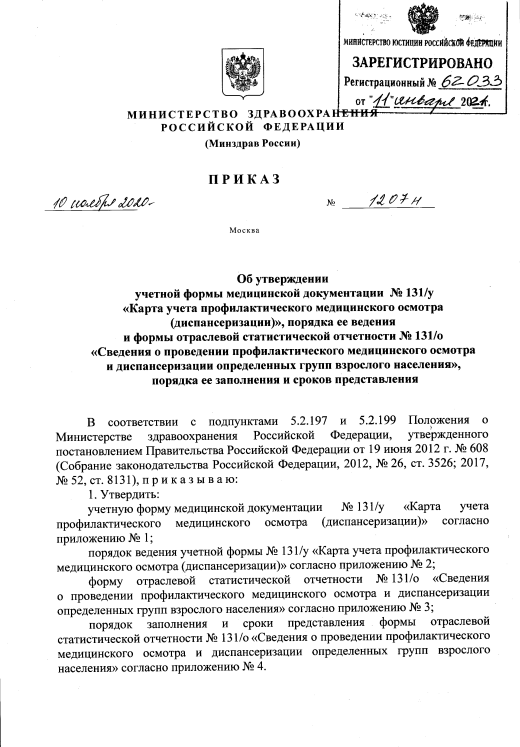 МИНИСТЕРСТВО ЮСТИЦИИ РОССИЙСКОЙ ФЕДЕРАЦИИ
ЗАРЕГИСТРИРОВАНО
Регистрационный № 62033
от "11" января 2021.
МИНИСТЕРСТВО ЗДРАВООХРАНЕНИЯ
РОССИЙСКОЙ ФЕДЕРАЦИИ
(Минздрав России)
ПРИКАЗ
10 ноября 2020г. № 1207н
Москва
Об утверждении
учетной формы медицинской документации № 131/у
«Карта учета профилактического медицинского осмотра
(диспансеризации)», порядка ее ведения
и формы отраслевой статистической отчетности № 131/о
«Сведения о проведении профилактического медицинского осмотра
и диспансеризации определенных групп взрослого населения»,
порядка ее заполнения и сроков представления
В соответствии с подпунктами 5.2.197 и 5.2.199 Положения о
Министерстве здравоохранения Российской Федерации, утвержденного
постановлением Правительства Российской Федерации от 19 июня 2012 г. № 608
(Собрание законодательства Российской Федерации, 2012, № 26, ст. 3526; 2017,
№ 52, ст. 8131), п р и к а з ы в а ю:
1. Утвердить:
учетную форму медицинской документации № 131/у «Карта учета
профилактического медицинского осмотра (диспансеризации)» согласно
приложению № 1;
порядок ведения учетной формы № 131/у «Карта учета профилактического
медицинского осмотра (диспансеризации)» согласно приложению № 2;
форму отраслевой статистической отчетности № 131/о «Сведения
о проведении профилактического медицинского осмотра и диспансеризации
определенных групп взрослого населения» согласно приложению № 3;
порядок заполнения и сроки представления формы отраслевой
статистической отчетности № 131/о «Сведения о проведении профилактического
медицинского осмотра и диспансеризации определенных групп взрослого
населения» согласно приложению № 4.